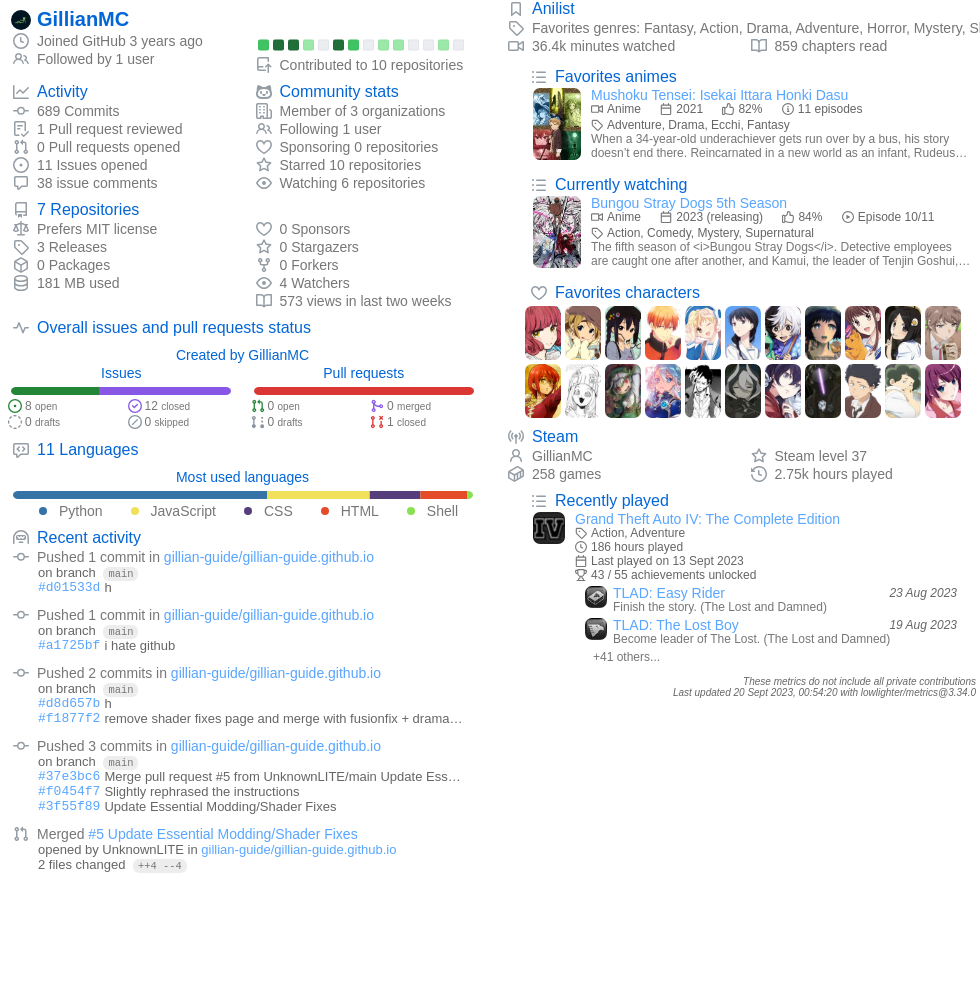 GillianMC
Joined GitHub 3 years ago
Followed by 1 user
Contributed to 10 repositories
Activity
689 Commits
1 Pull request reviewed
0 Pull requests opened
11 Issues opened
38 issue comments
Community stats
Member of 3 organizations
Following 1 user
Sponsoring 0 repositories
Starred 10 repositories
Watching 6 repositories
7 Repositories
Prefers MIT license
3 Releases
0 Packages
181 MB used
0 Sponsors
0 Stargazers
0 Forkers
4 Watchers
573 views in last two weeks
Overall issues and pull requests status
Created by GillianMC
Issues
8 open
12 closed
0 drafts
0 skipped
Pull requests
0 open
0 merged
0 drafts
1 closed
11 Languages
Most used languages
Python JavaScript CSS HTML Shell
Recent activity
Pushed 1 commit in gillian-guide/gillian-guide.github.io
on branch main
#d01533d h
Pushed 1 commit in gillian-guide/gillian-guide.github.io
on branch main
#a1725bf i hate github
Pushed 2 commits in gillian-guide/gillian-guide.github.io
on branch main
#d8d657b h
#f1877f2 remove shader fixes page and merge with fusionfix + drama…
Pushed 3 commits in gillian-guide/gillian-guide.github.io
on branch main
#37e3bc6 Merge pull request #5 from UnknownLITE/main Update Ess…
#f0454f7 Slightly rephrased the instructions
#3f55f89 Update Essential Modding/Shader Fixes
Merged #5 Update Essential Modding/Shader Fixes
opened by UnknownLITE in gillian-guide/gillian-guide.github.io
2 files changed ++4 --4
Anilist
Favorites genres: Fantasy, Action, Drama, Adventure, Horror, Mystery, Sl
36.4k minutes watched
859 chapters read
Favorites animes
Mushoku Tensei: Isekai Ittara Honki Dasu
Anime 2021 82% 11 episodes
Adventure, Drama, Ecchi, Fantasy
When a 34-year-old underachiever gets run over by a bus, his story
doesn’t end there. Reincarnated in a new world as an infant, Rudeus…
Currently watching
Bungou Stray Dogs 5th Season
Anime 2023 (releasing) 84% Episode 10/11
Action, Comedy, Mystery, Supernatural
The fifth season of <i>Bungou Stray Dogs</i>. Detective employees
are caught one after another, and Kamui, the leader of Tenjin Goshui,…
Favorites characters
Steam
GillianMC
Steam level 37
258 games
2.75k hours played
Recently played
Grand Theft Auto IV: The Complete Edition
IV
Action, Adventure
186 hours played
Last played on 13 Sept 2023
43 / 55 achievements unlocked
TLAD: Easy Rider 23 Aug 2023
Finish the story. (The Lost and Damned)
TLAD: The Lost Boy 19 Aug 2023
Become leader of The Lost. (The Lost and Damned)
+41 others...
These metrics do not include all private contributions
Last updated 20 Sept 2023, 00:54:20 with lowlighter/metrics@3.34.0